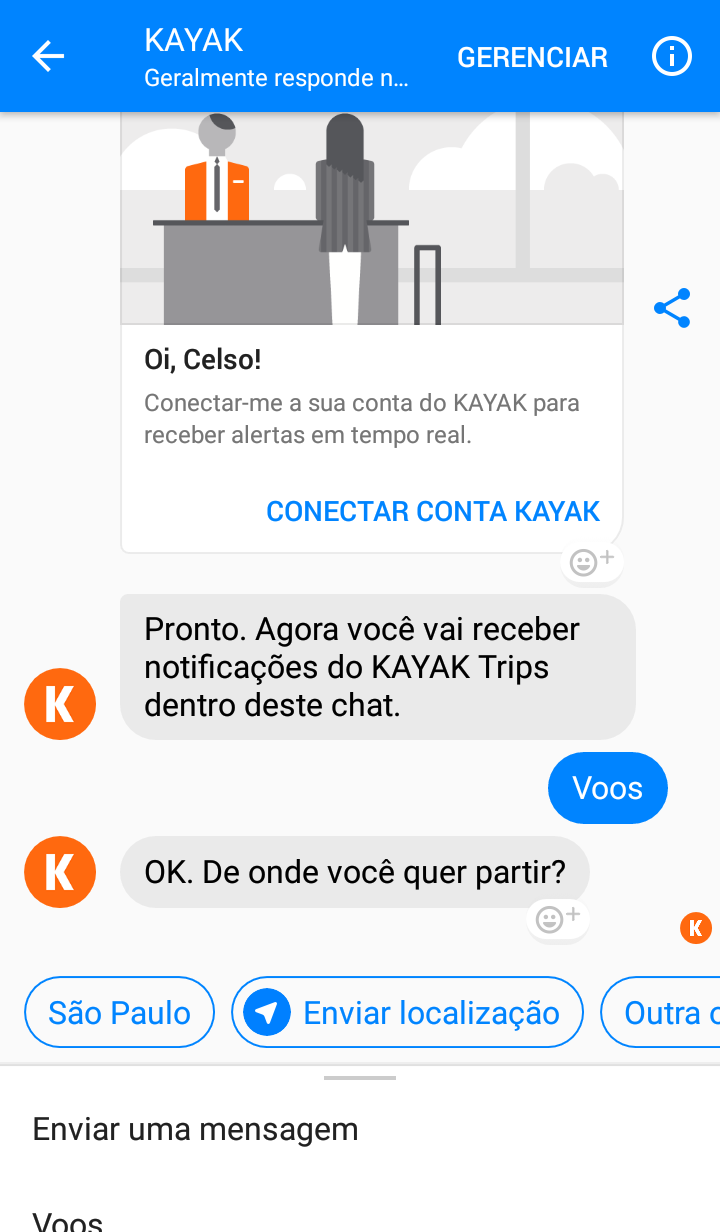 KAYAK
Geralmente responde n...
GERENCIAR
Oi, Celso!
Conectar-me a sua conta do KAYAK para
receber alertas em tempo real.
CONECTAR CONTA KAYAK
Pronto. Agora você vai receber
notificações do KAYAK Trips
dentro deste chat.
K
Voos
K
OK. De onde você quer partir?
K
São Paulo
Enviar localização
Outra c
Enviar uma mensagem
Voos